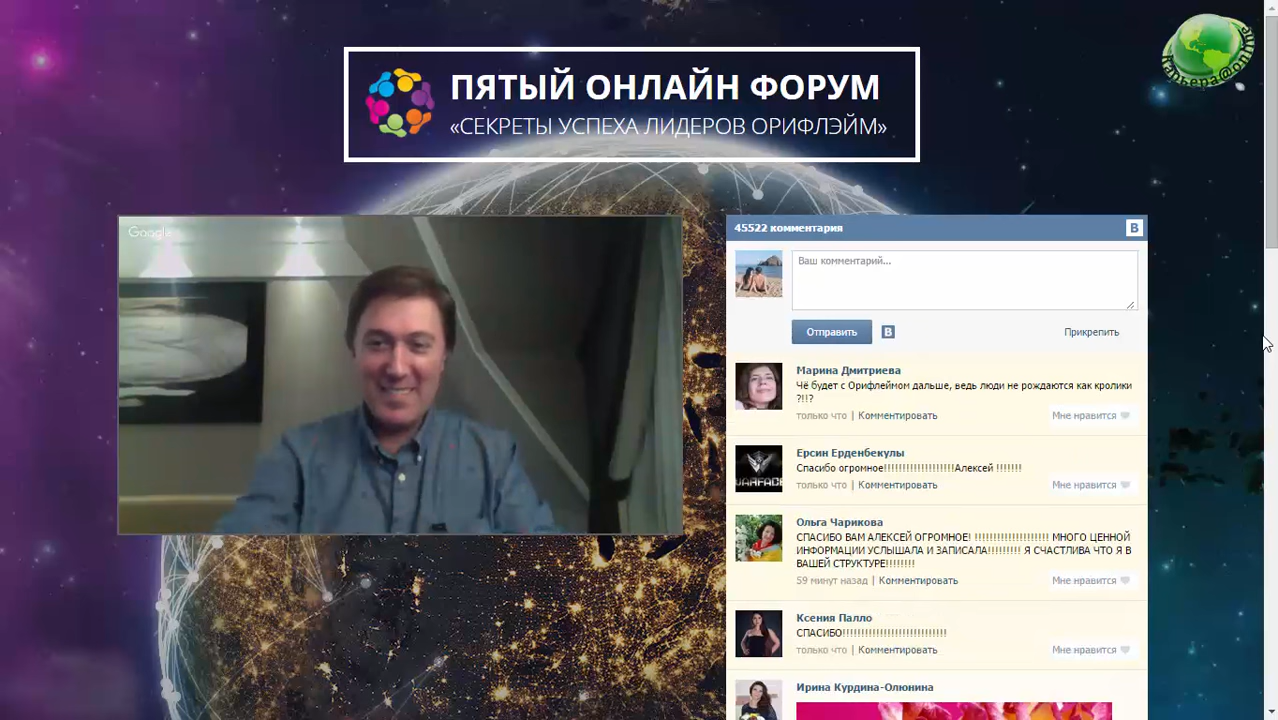 ПЯТЫЙ ОНЛАЙН ФОРУМ
«СЕКРЕТЫ УСПЕХА ЛИДЕРОВ ОРИФЛЭЙМ»
карьера@online
Google
45522 комментария
B
Ваш комментарий...
Отправить
B
Прикрепить
Марина Дмитриева
Чё будет с Орифлеймом дальше, ведь люди не рождаются как кролики
?!!?
только что | Комментировать
Мне нравится
Ерсин Ерденбекулы
Спасибо огромное!!!!!!!!!!!!!!!!!!!Алексей !!!!!!!
WARFACE
только что | Комментировать
Мне нравится
Ольга Чарикова
СПАСИБО ВАМ АЛЕКСЕЙ ОГРОМНОЕ! !!!!!!!!!!!!!!!!!!!! МНОГО ЦЕННОЙ
ИНФОРМАЦИИ УСЛЫШАЛА И ЗАПИСАЛА!!!!!!!!! Я СЧАСТЛИВА ЧТО Я В
ВАШЕЙ СТРУКТУРЕ!!!!!!!!
59 минут назад | Комментировать
Мне нравится
Ксения Палло
СПАСИБО!!!!!!!!!!!!!!!!!!!!!!!!!!!!
только что | Комментировать
Мне нравится
Ирина Курдина-Олюнина